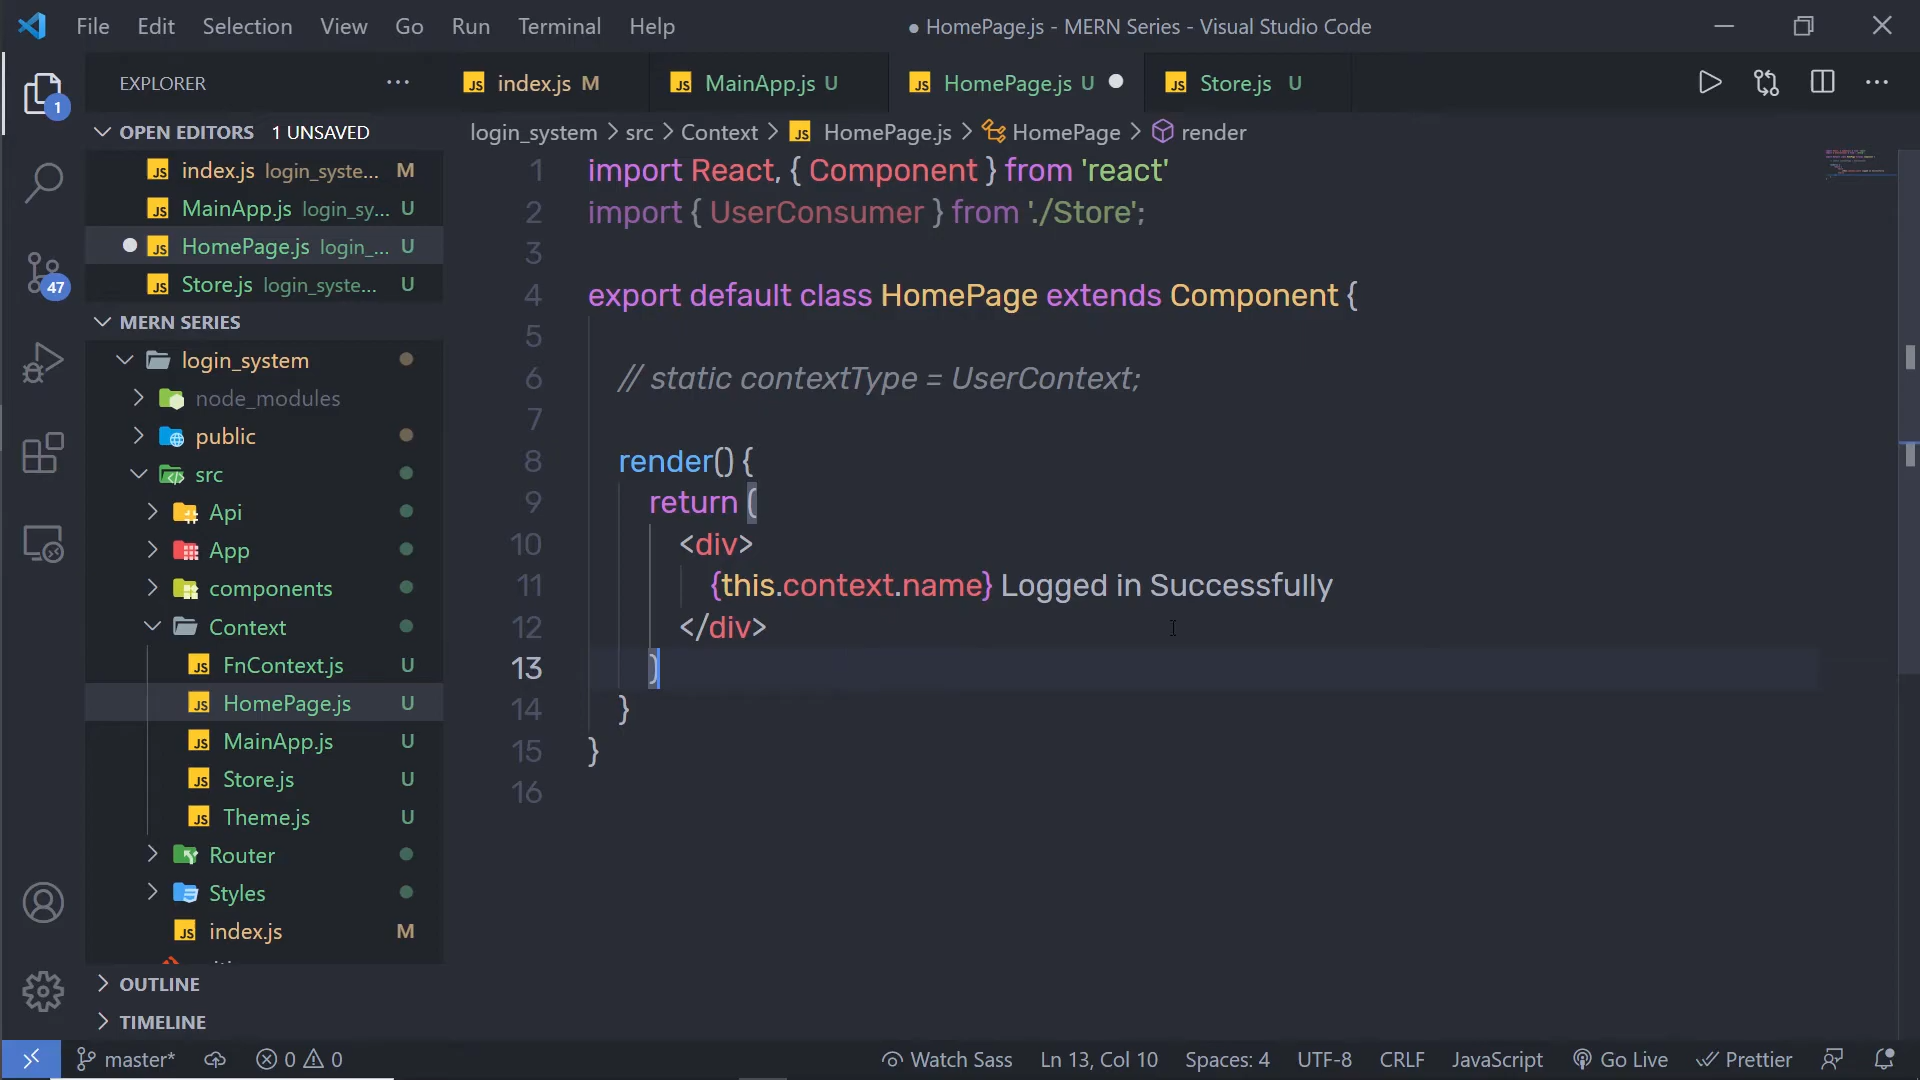 File Edit Selection View Go Run Terminal Help
● HomePage.js - MERN Series - Visual Studio Code
EXPLORER
index.js M
MainApp.js U
HomePage.js U
Store.js U
OPEN EDITORS 1 UNSAVED
index.js login_syste... M
MainApp.js login_sy... U
HomePage.js login_... U
Store.js login_syste... U
MERN SERIES
login_system
node_modules
public
src
Api
App
components
Context
FnContext.js U
HomePage.js U
MainApp.js U
Store.js U
Theme.js U
Router
Styles
index.js M
OUTLINE
TIMELINE
1
47
login_system > src > Context > JS HomePage.js > HomePage > render
1 import React, { Component } from 'react'
2 import { UserConsumer } from './Store';
3
4 export default class HomePage extends Component {
5
6 // static contextType = UserContext;
7
8 render() {
9 return (
10 <div>
11 {this.context.name} Logged in Successfully
12 </div>
13 )
14 }
15 }
16
master* 0 0 Watch Sass Ln 13, Col 10 Spaces: 4 UTF-8 CRLF JavaScript Go Live Prettier